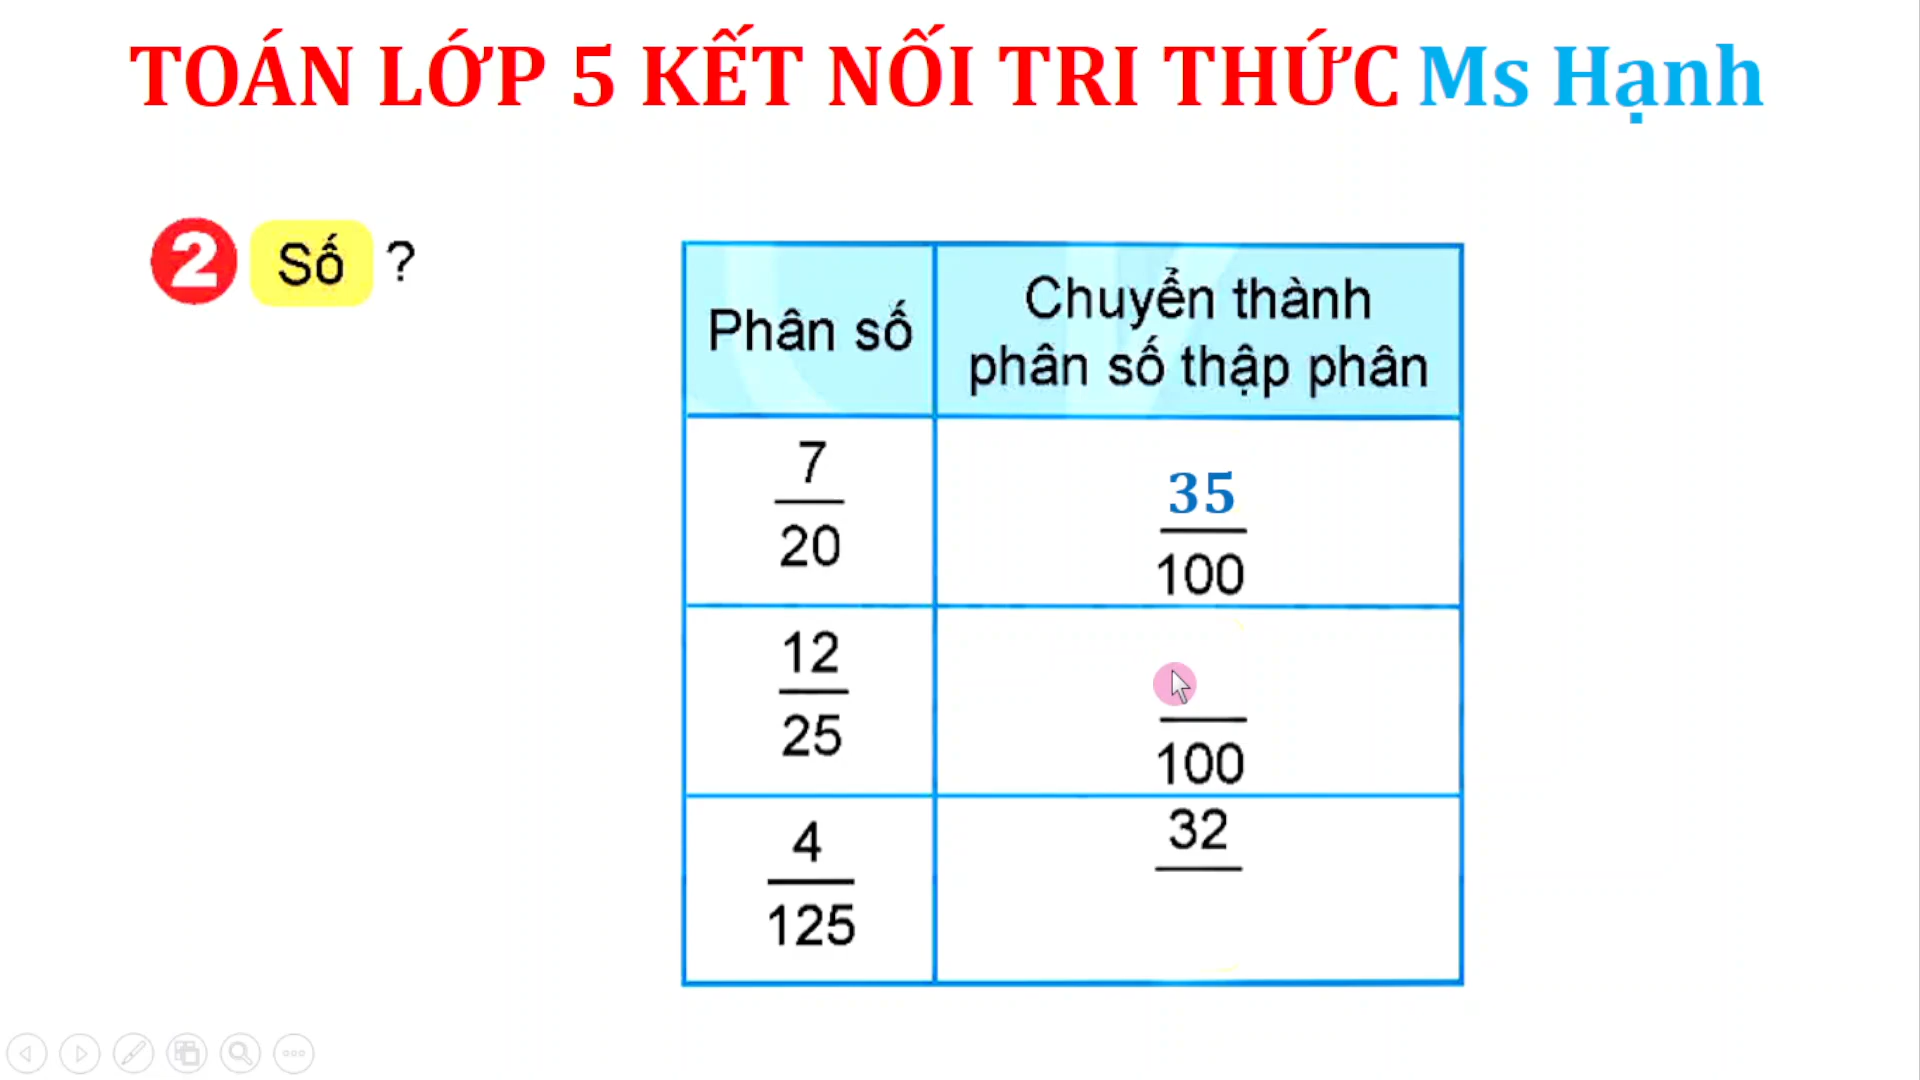 TOÁN LỚP 5 KẾT NỐI TRI THỨC Ms Hạnh
2 Số ?
Phân số
Chuyển thành
phân số thập phân
7
20
35
100
12
25
100
4
125
32